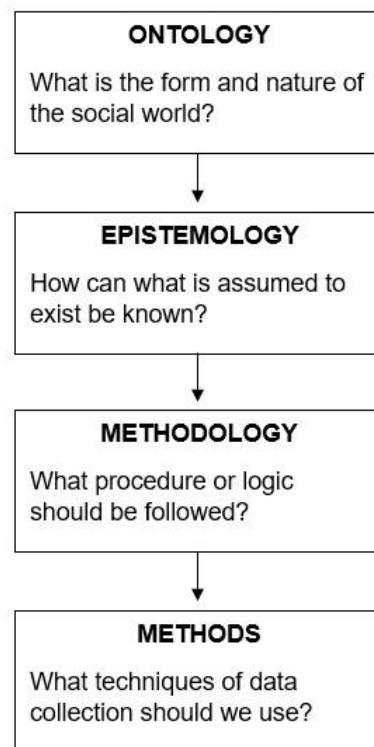 ONTOLOGY
What is the form and nature of
the social world?
EPISTEMOLOGY
How can what is assumed to
exist be known?
METHODOLOGY
What procedure or logic
should be followed?
METHODS
What techniques of data
collection should we use?